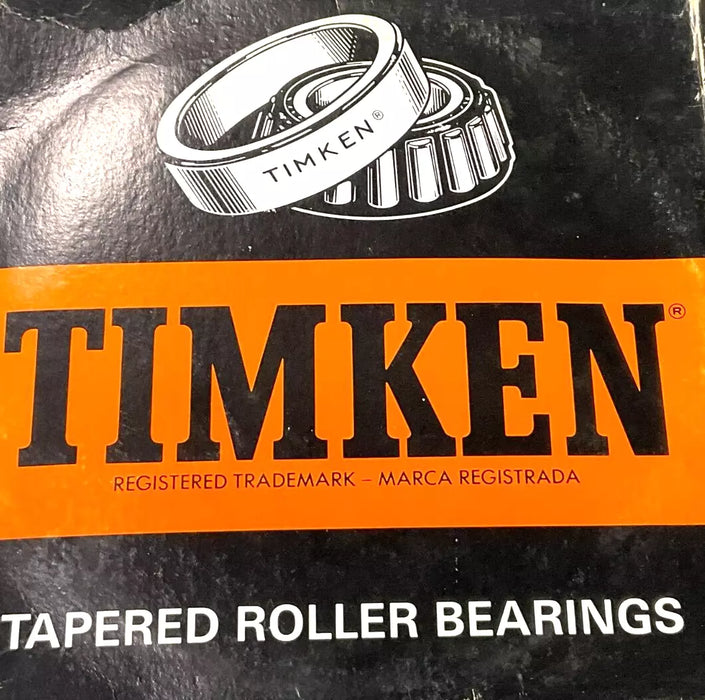 TIMKEN®
TIMKEN®
REGISTERED TRADEMARK – MARCA REGISTRADA
TAPERED ROLLER BEARINGS